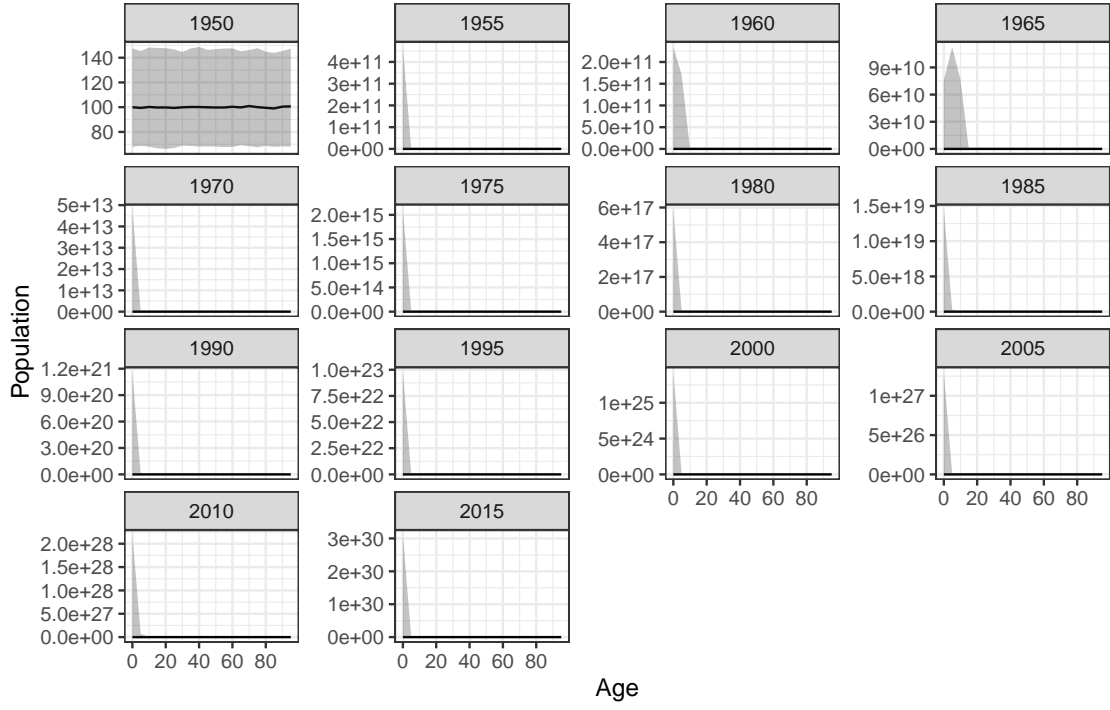 1950 1955 1960 1965
140 4e+11 2.0e+11 9e+10
120 3e+11 1.5e+11 6e+10
100 2e+11 1.0e+11 3e+10
80 1e+11 5.0e+10 0e+00
0e+00 0.0e+00
1970 1975 1980 1985
5e+13 2.0e+15 6e+17 1.5e+19
4e+13 1.5e+15 4e+17 1.0e+19
3e+13 1.0e+15 2e+17 5.0e+18
2e+13 5.0e+14 0e+00 0.0e+00
1e+13 0.0e+00
0e+00
Population
1990 1995 2000 2005
1.2e+21 1.0e+23 1e+25 1e+27
9.0e+20 7.5e+22 5e+24 5e+26
6.0e+20 5.0e+22 0e+00 0e+00
3.0e+20 2.5e+22
0.0e+00 0.0e+00
0 20 40 60 80 0 20 40 60 80
2010 2015
2.0e+28 3e+30
1.5e+28 2e+30
1.0e+28 1e+30
5.0e+27 0e+00
0.0e+00
0 20 40 60 80 0 20 40 60 80
Age